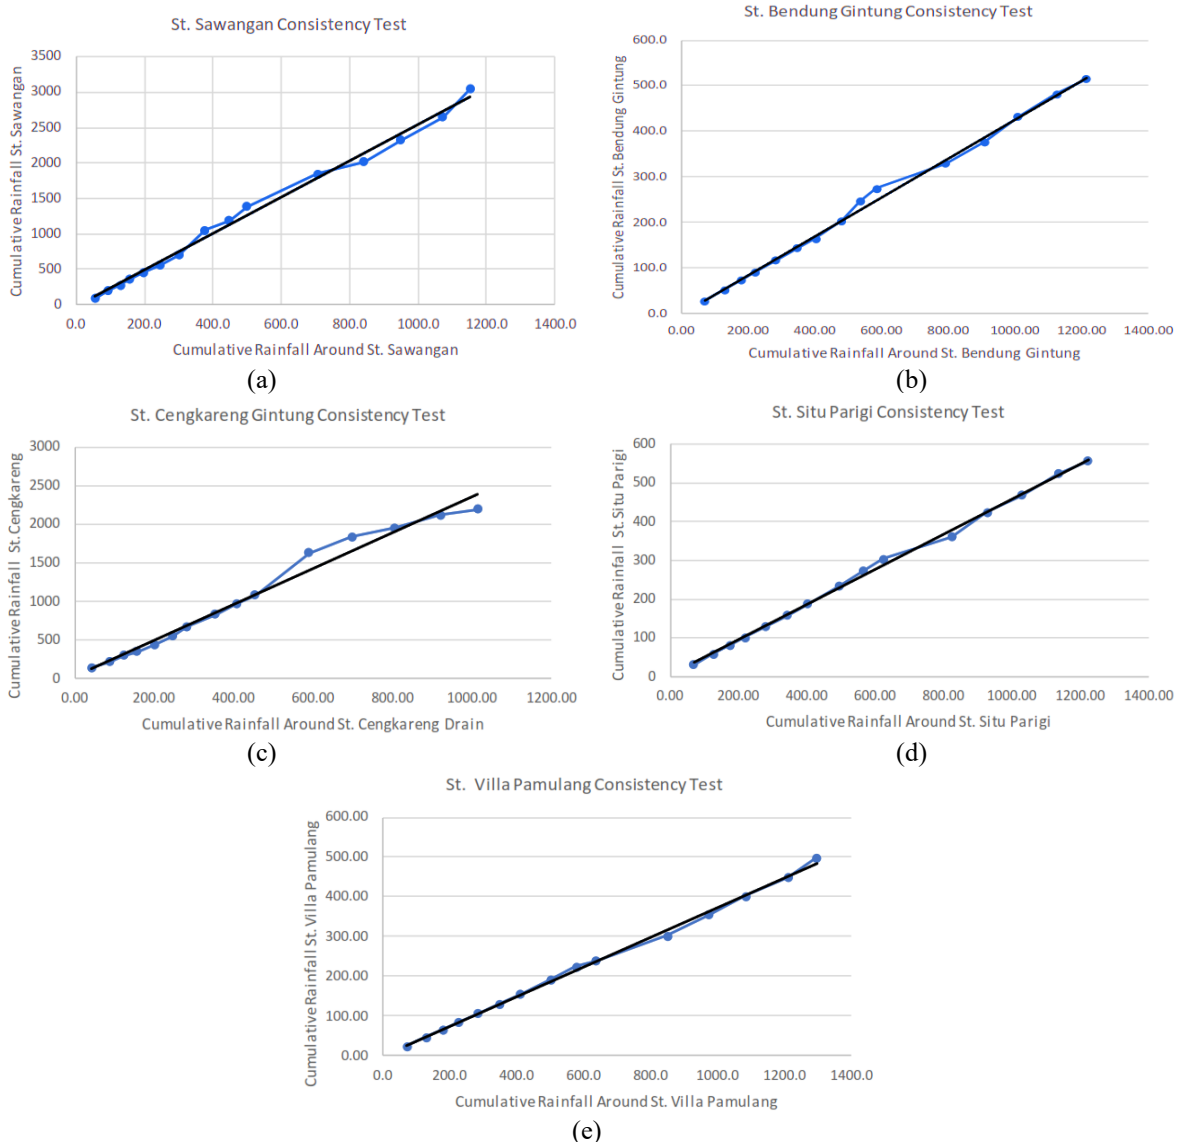 St. Sawangan Consistency Test
Cumulative Rainfall St. Sawangan
3500
3000
2500
2000
1500
1000
500
0
0.0 200.0 400.0 600.0 800.0 1000.0 1200.0 1400.0
Cumulative Rainfall Around St. Sawangan
(a)
St. Bendung Gintung Consistency Test
Cumulative Rainfall St. Bendung Gintung
600.0
500.0
400.0
300.0
200.0
100.0
0.0
0.00 200.00 400.00 600.00 800.00 1000.00 1200.00 1400.00
Cumulative Rainfall Around St. Bendung Gintung
(b)
St. Cengkareng Gintung Consistency Test
Cumulative Rainfall St. Cengkareng
3000
2500
2000
1500
1000
500
0
0.00 200.00 400.00 600.00 800.00 1000.00 1200.00
Cumulative Rainfall Around St. Cengkareng Drain
(c)
St. Situ Parigi Consistency Test
Cumulative Rainfall St. Situ Parigi
600
500
400
300
200
100
0
0.00 200.00 400.00 600.00 800.00 1000.00 1200.00 1400.00
Cumulative Rainfall Around St. Situ Parigi
(d)
St. Villa Pamulang Consistency Test
Cumulative Rainfall St. Villa Pamulang
600.00
500.00
400.00
300.00
200.00
100.00
0.00
0.0 200.0 400.0 600.0 800.0 1000.0 1200.0 1400.0
Cumulative Rainfall Around St. Villa Pamulang
(e)